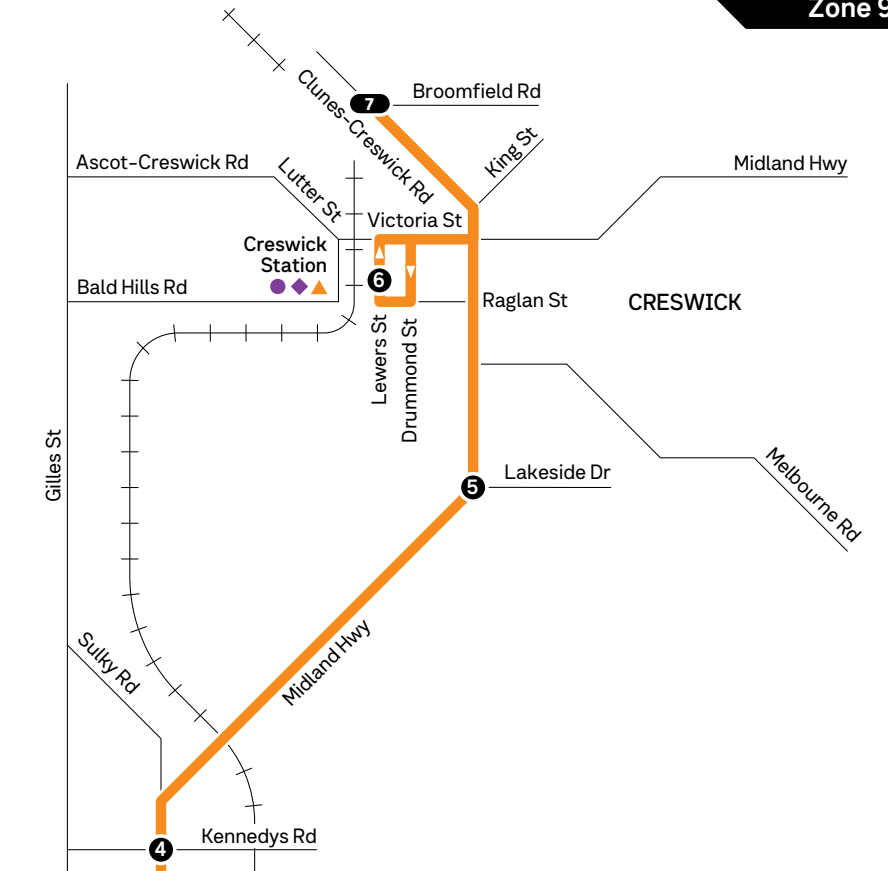 Zone 9
Clunes-Creswick Rd
7
Broomfield Rd
King St
Ascot-Creswick Rd
Lutter St
Midland Hwy
Victoria St
Creswick
Station
6
Bald Hills Rd
Raglan St
CRESWICK
Lewers St
Drummond St
Gilles St
Melbourne Rd
5
Lakeside Dr
Sulky Rd
Midland Hwy
4
Kennedys Rd